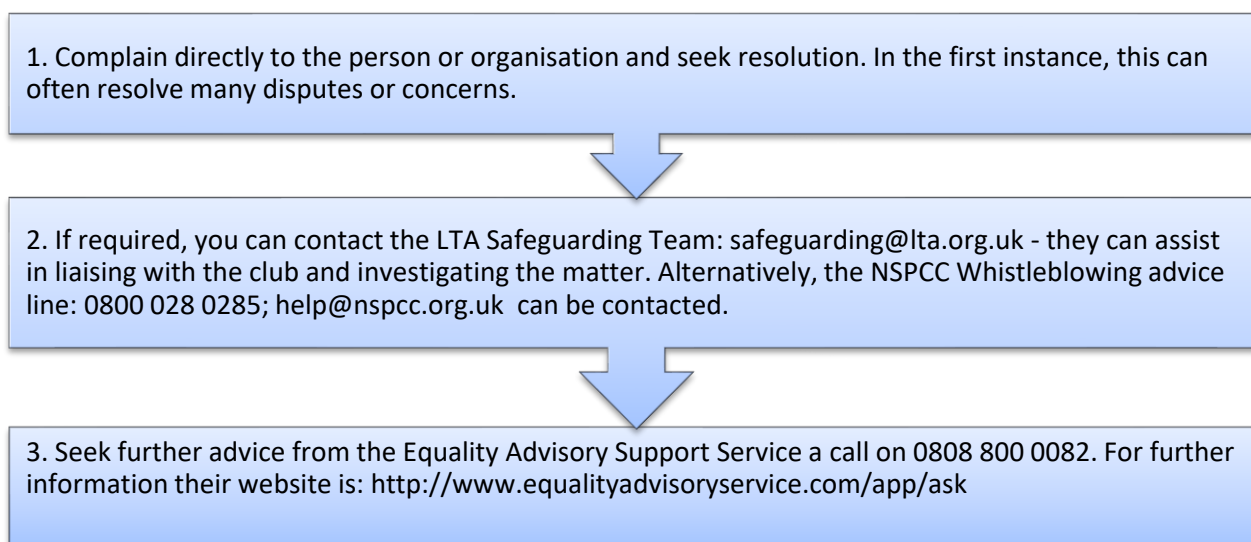 1. Complain directly to the person or organisation and seek resolution. In the first instance, this can
often resolve many disputes or concerns.
2. If required, you can contact the LTA Safeguarding Team: safeguarding@lta.org.uk - they can assist
in liaising with the club and investigating the matter. Alternatively, the NSPCC Whistleblowing advice
line: 0800 028 0285; help@nspcc.org.uk  can be contacted.
3. Seek further advice from the Equality Advisory Support Service a call on 0808 800 0082. For further
information their website is: http://www.equalityadvisoryservice.com/app/ask